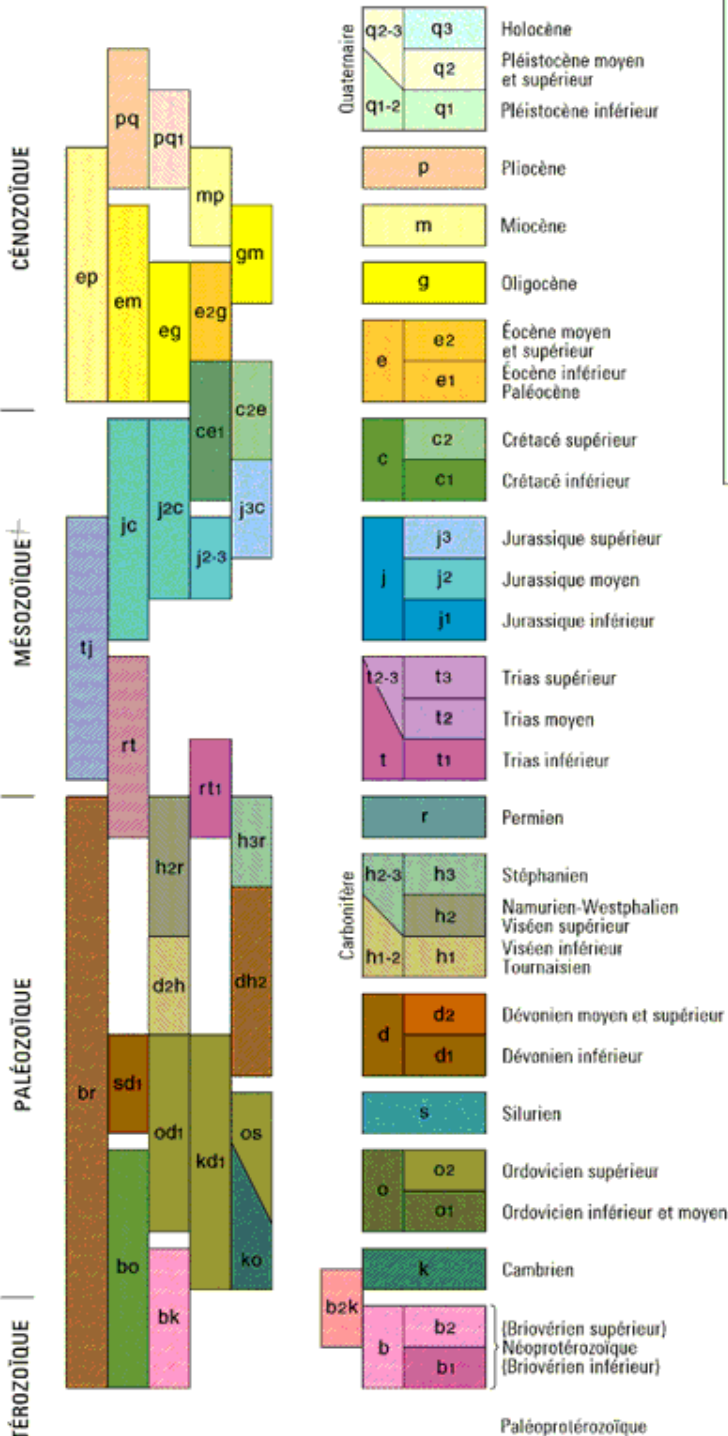 CÉNOZOÏQUE
MÉSOZOÏQUE
PALÉOZOÏQUE
TÉROZOÏQUE
pq
pq1
mp
gm
ep
em
eg
e2g
ce1
c2e
jc
j2c
j3c
j2-3
tj
rt
rt1
h2r
h3r
d2h
dh2
br
sd1
od1
kd1
os
ko
bo
bk
Quaternaire
q2-3
q3
Holocène
q2
Pléistocène moyen
et supérieur
q1-2
q1
Pléistocène inférieur
p
Pliocène
m
Miocène
g
Oligocène
e
e2
Éocène moyen
et supérieur
e1
Éocène inférieur
Paléocène
c
c2
Crétacé supérieur
c1
Crétacé inférieur
j
j3
Jurassique supérieur
j2
Jurassique moyen
j1
Jurassique inférieur
t2-3
t3
Trias supérieur
t2
Trias moyen
t
t1
Trias inférieur
r
Permien
Carbonifère
h2-3
h3
Stéphanien
h2
Namurien-Westphalien
Viséen supérieur
h1-2
h1
Viséen inférieur
Tournaisien
d
d2
Dévonien moyen et supérieur
d1
Dévonien inférieur
s
Silurien
o
o2
Ordovicien supérieur
o1
Ordovicien inférieur et moyen
k
Cambrien
b2k
b
b2
(Briovérien supérieur)
Néoprotérozoïque
b1
(Briovérien inférieur)
Paléoprotérozoïque